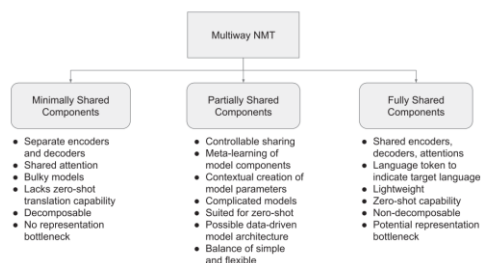 Multiway NMT
Minimally Shared
Components
● Separate encoders
and decoders
● Shared attention
● Bulky models
● Lacks zero-shot
translation capability
● Decomposable
● No representation
bottleneck
Partially Shared
Components
● Controllable sharing
● Meta-learning of
model components
● Contextual creation of
model parameters
● Complicated models
● Suited for zero-shot
● Possible data-driven
model architecture
● Balance of simple
and flexible
Fully Shared
Components
● Shared encoders,
decoders, attentions
● Language token to
indicate target language
● Lightweight
● Zero-shot capability
● Non-decomposable
● Potential representation
bottleneck